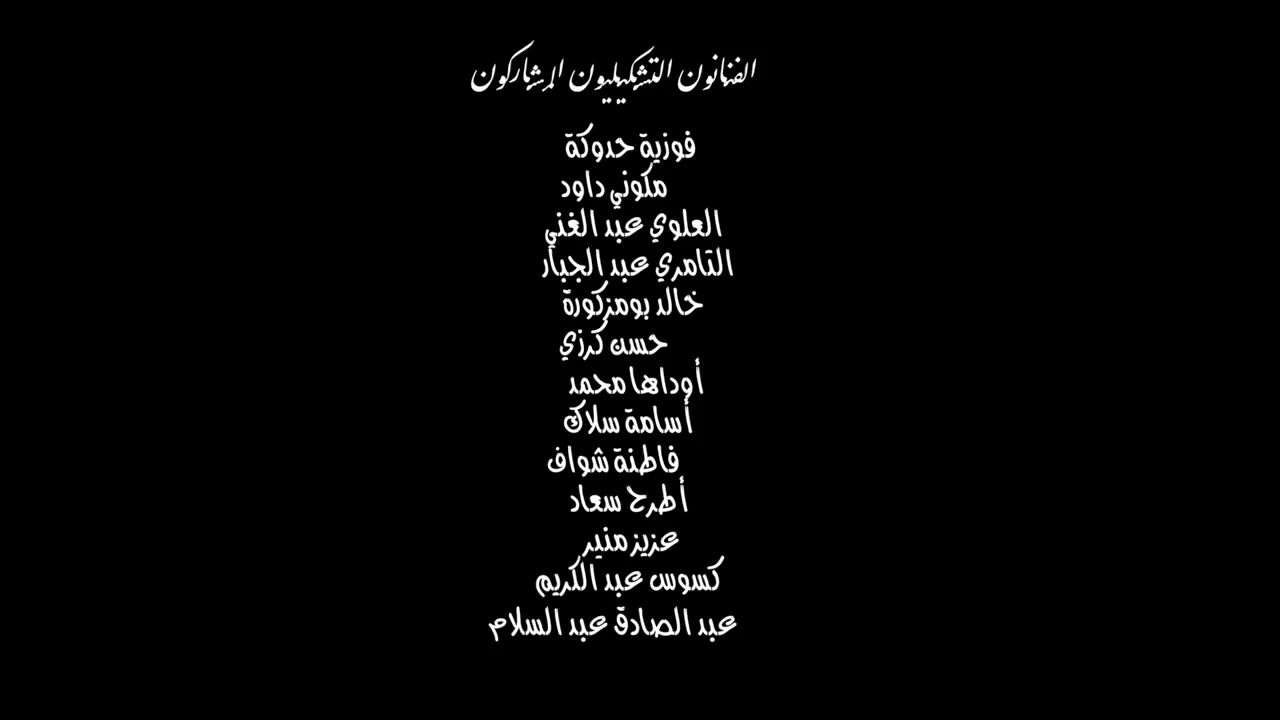 الفنانون التشكيليون المشاركون
فوزية حدوكة
مكوني داود
العلوي عبد الغني
التامري عبد الجبار
خالد بومزكورة
حسن كرزي
أوداها محمد
أسامة سلاك
فاطنة شواف
أطرح سعاد
عزيز منير
كسوس عبد الكريم
عبد الصادق عبد السلام